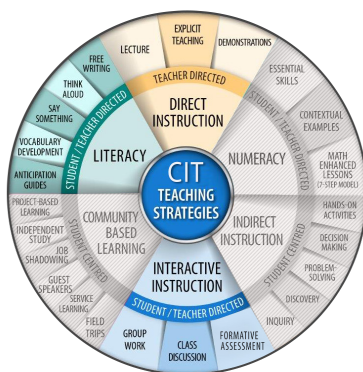 CIT
TEACHING
STRATEGIES
TEACHER DIRECTED
DIRECT
INSTRUCTION
LECTURE
EXPLICIT
TEACHING
DEMONSTRATIONS
STUDENT / TEACHER DIRECTED
NUMERACY
ESSENTIAL
SKILLS
CONTEXTUAL
EXAMPLES
MATH
ENHANCED
LESSONS
(7-STEP MODEL)
STUDENT CENTRED
INDIRECT
INSTRUCTION
HANDS-ON
ACTIVITIES
DECISION
MAKING
PROBLEM-
SOLVING
DISCOVERY
INQUIRY
INTERACTIVE
INSTRUCTION
STUDENT / TEACHER DIRECTED
FORMATIVE
ASSESSMENT
CLASS
DISCUSSION
GROUP
WORK
COMMUNITY
BASED
LEARNING
STUDENT CENTRED
FIELD
TRIPS
SERVICE
LEARNING
GUEST
SPEAKERS
JOB
SHADOWING
INDEPENDENT
STUDY
PROJECT-BASED
LEARNING
LITERACY
STUDENT/TEACHER DIRECTED
ANTICIPATION
GUIDES
VOCABULARY
DEVELOPMENT
SAY
SOMETHING
THINK
ALOUD
FREE
WRITING